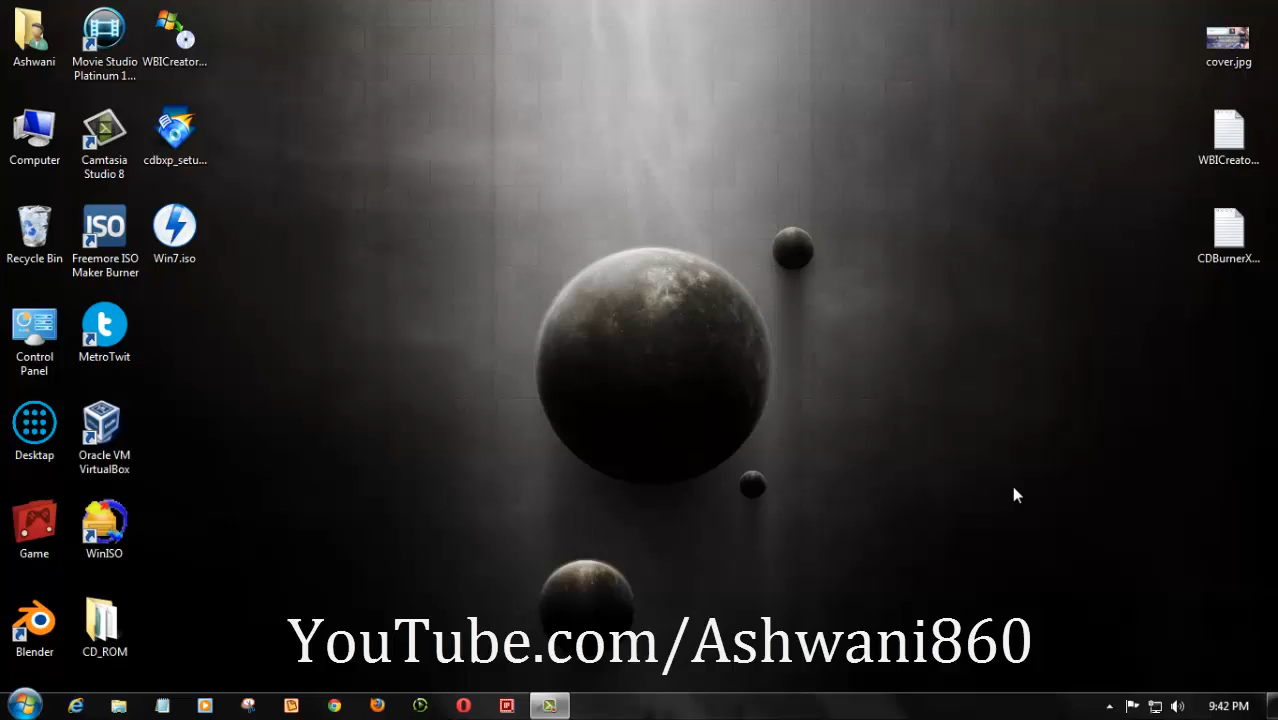 Ashwani
Movie Studio
Platinum 1...
WBICreator...
Computer
Camtasia
Studio 8
cdbxp_setu...
Recycle Bin
Freemore ISO
Maker Burner
Win7.iso
Control
Panel
MetroTwit
Desktap
Oracle VM
VirtualBox
Game
WinISO
Blender
CD_ROM
cover.jpg
WBICreato...
CDBurnerX...
ISO
YouTube.com/Ashwani860
9:42 PM